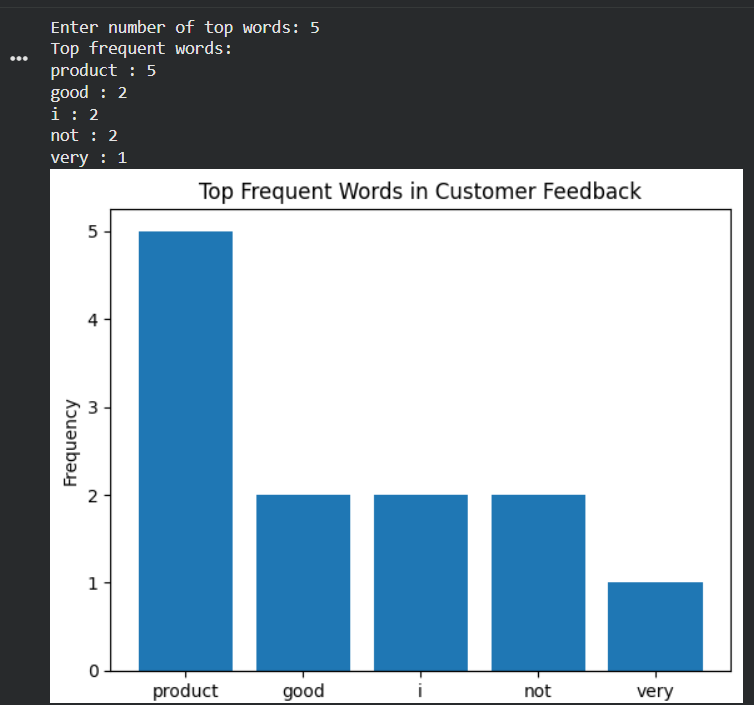 Enter number of top words: 5
Top frequent words:
product : 5
good : 2
i : 2
not : 2
very : 1
Top Frequent Words in Customer Feedback
5
4
3
2
1
0
Frequency
product good i not very